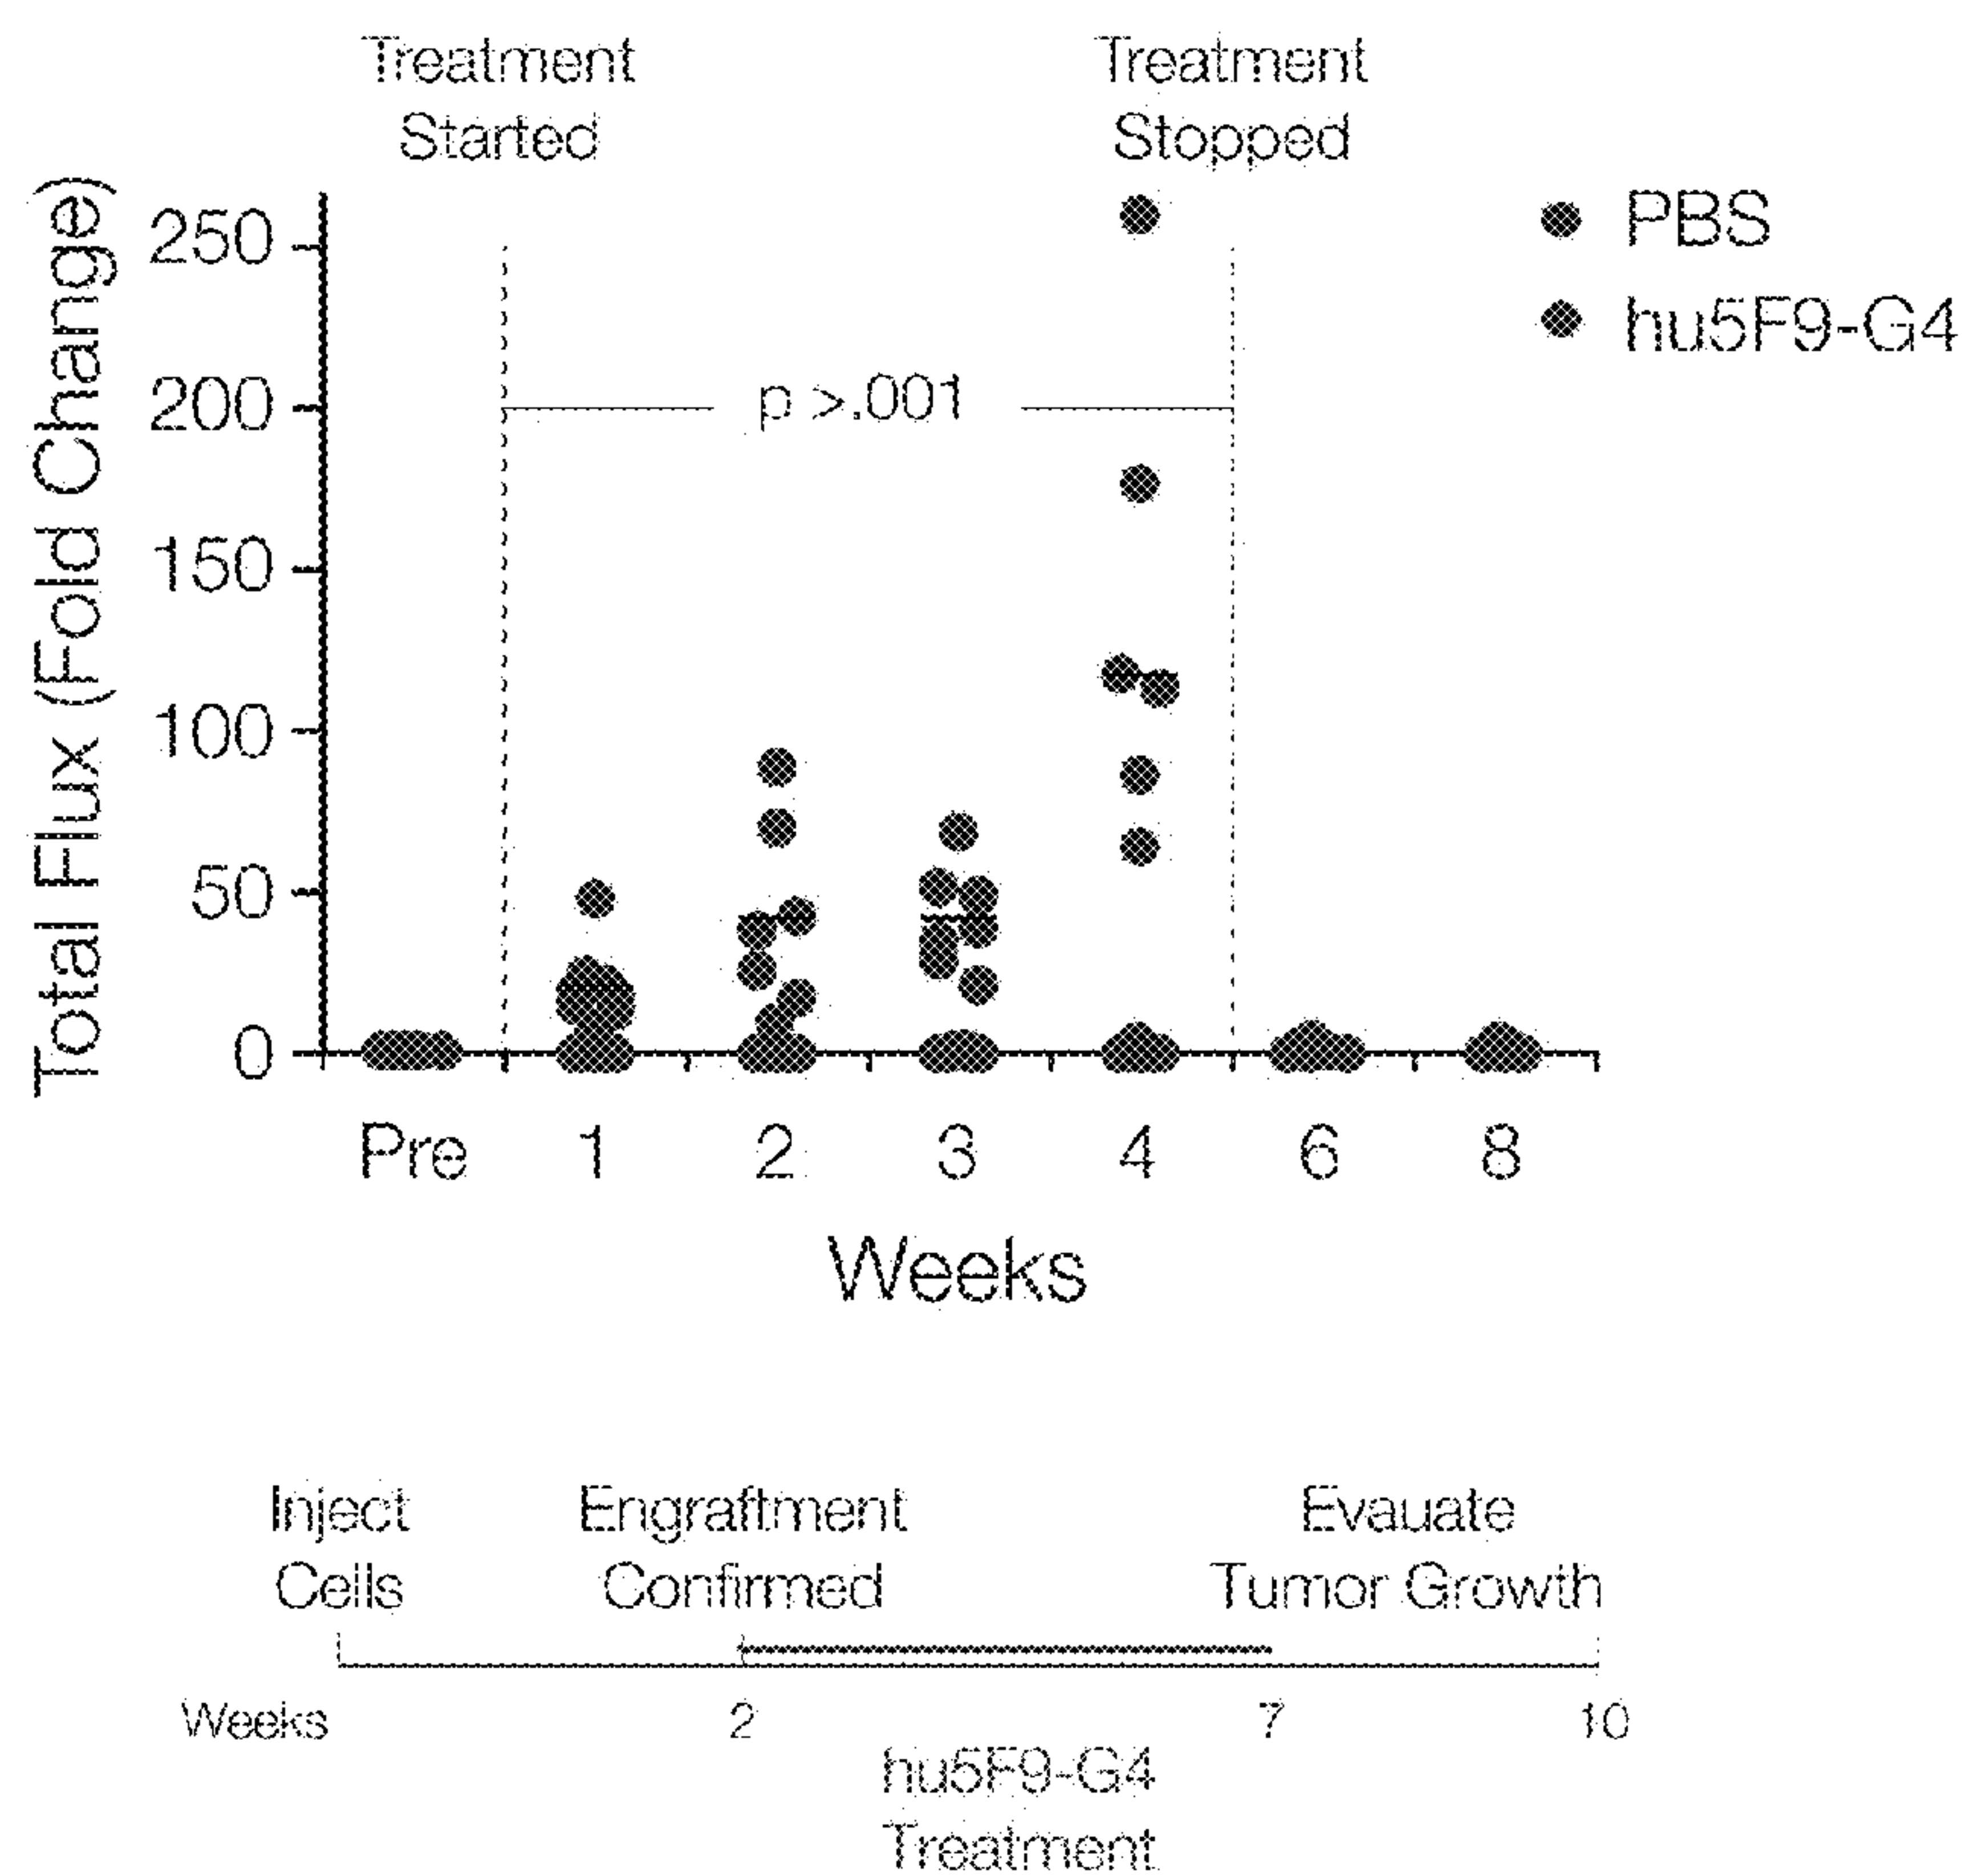 Treatment
Started
Treatment
Stopped
PBS
hu5F9-G4
Total Flux (Fold Change)
250
200
150
100
50
0
p >.001
Pre 1 2 3 4 6 8
Weeks
Inject
Cells
Engraftment
Confirmed
Evauate
Tumor Growth
Weeks 2 7 10
hu5F9-G4
Treatment